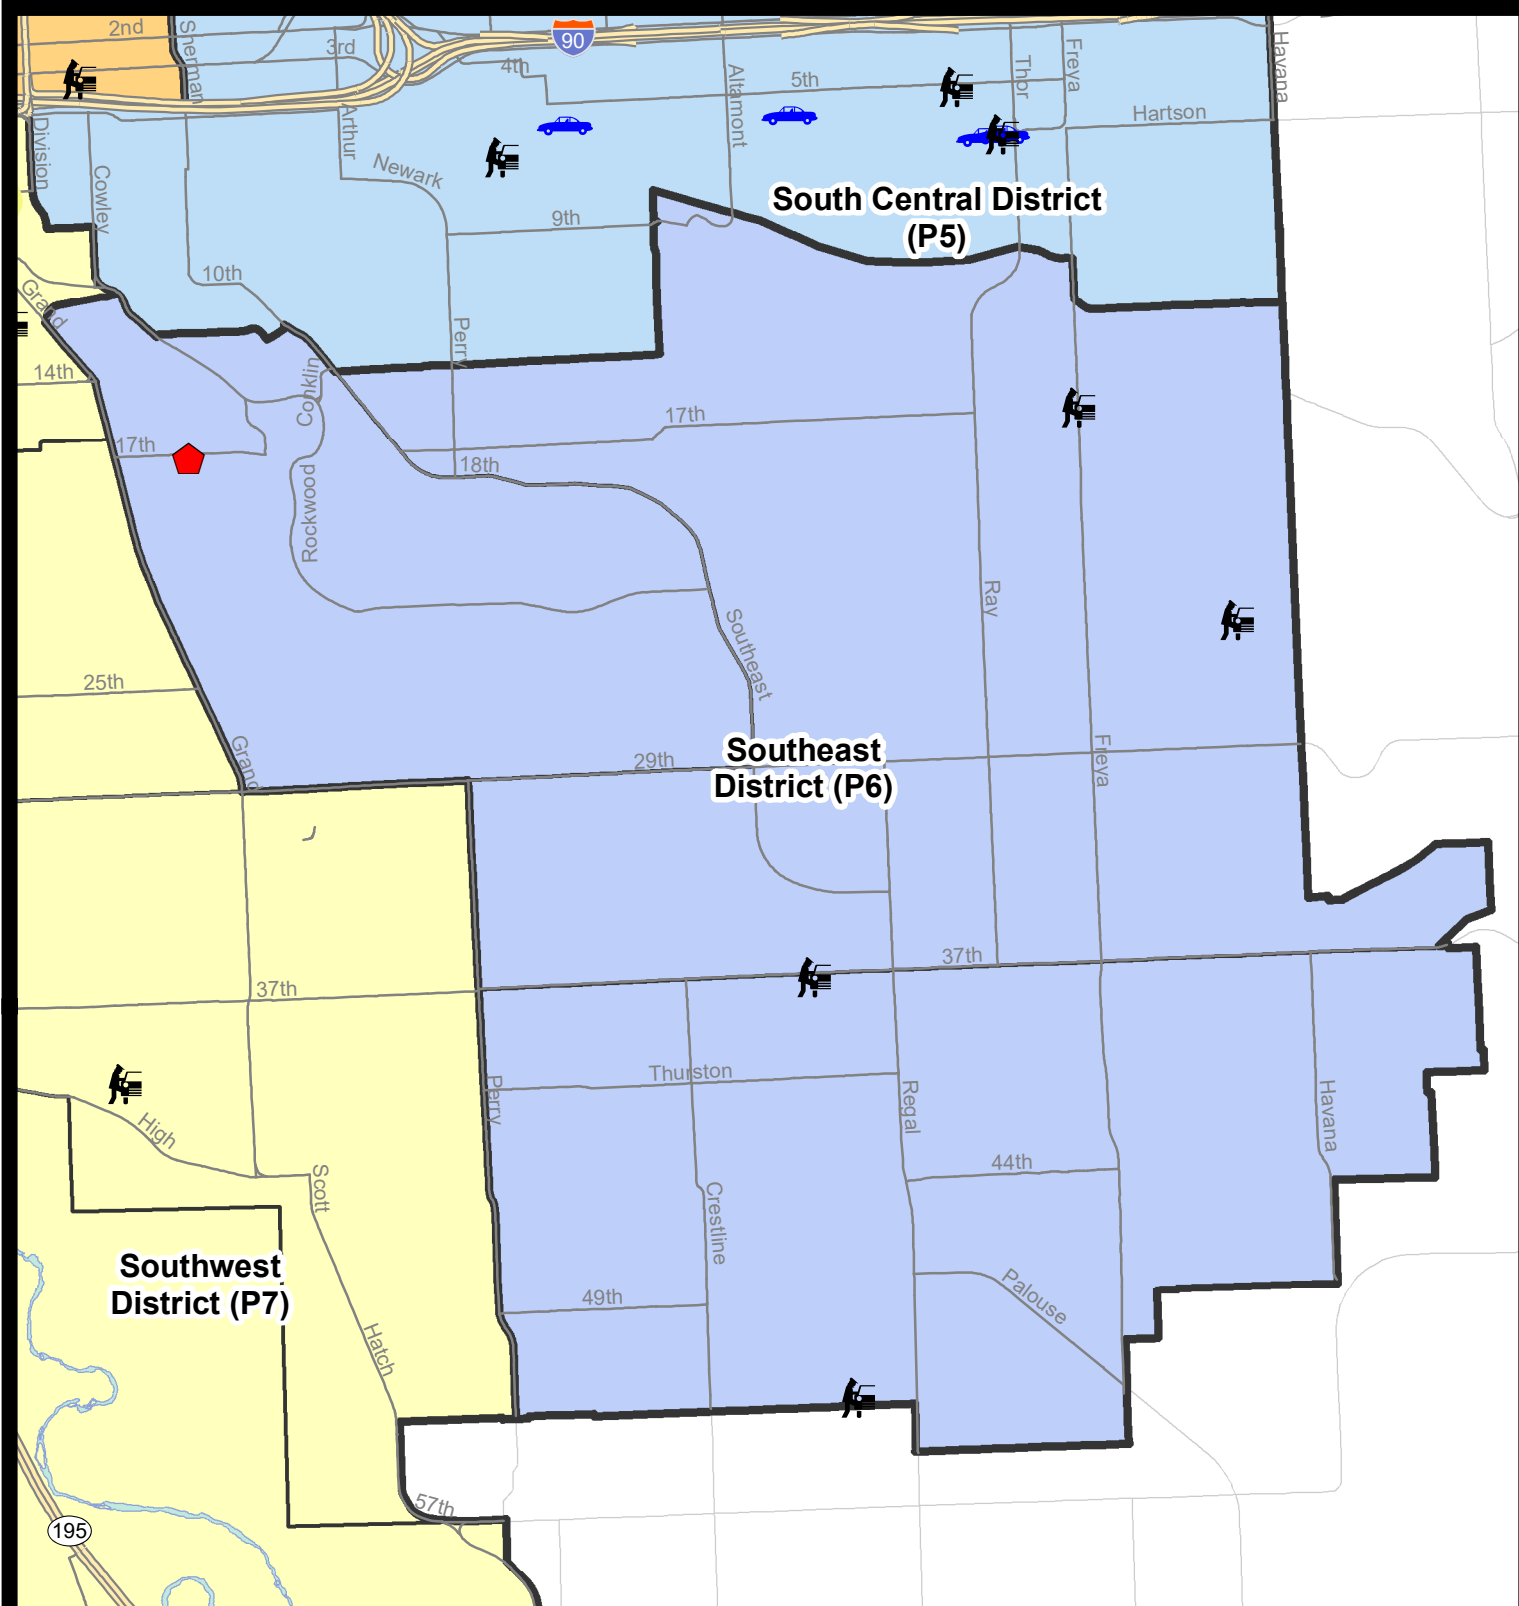 2nd
Sherman
3rd
90
4th
5th
Altamont
Thor
Freya
Havana
Hartson
Division
Cowley
Arthur
Newark
9th
South Central District
(P5)
10th
Grand
Perry
14th
Conklin
17th
17th
18th
Rockwood
Ray
Southeast
25th
Grand
29th
Southeast
District (P6)
Freya
37th
37th
Thurston
Perry
Regal
Havana
High
Scott
44th
Crestline
Southwest
District (P7)
49th
Palouse
Hatch
57th
195